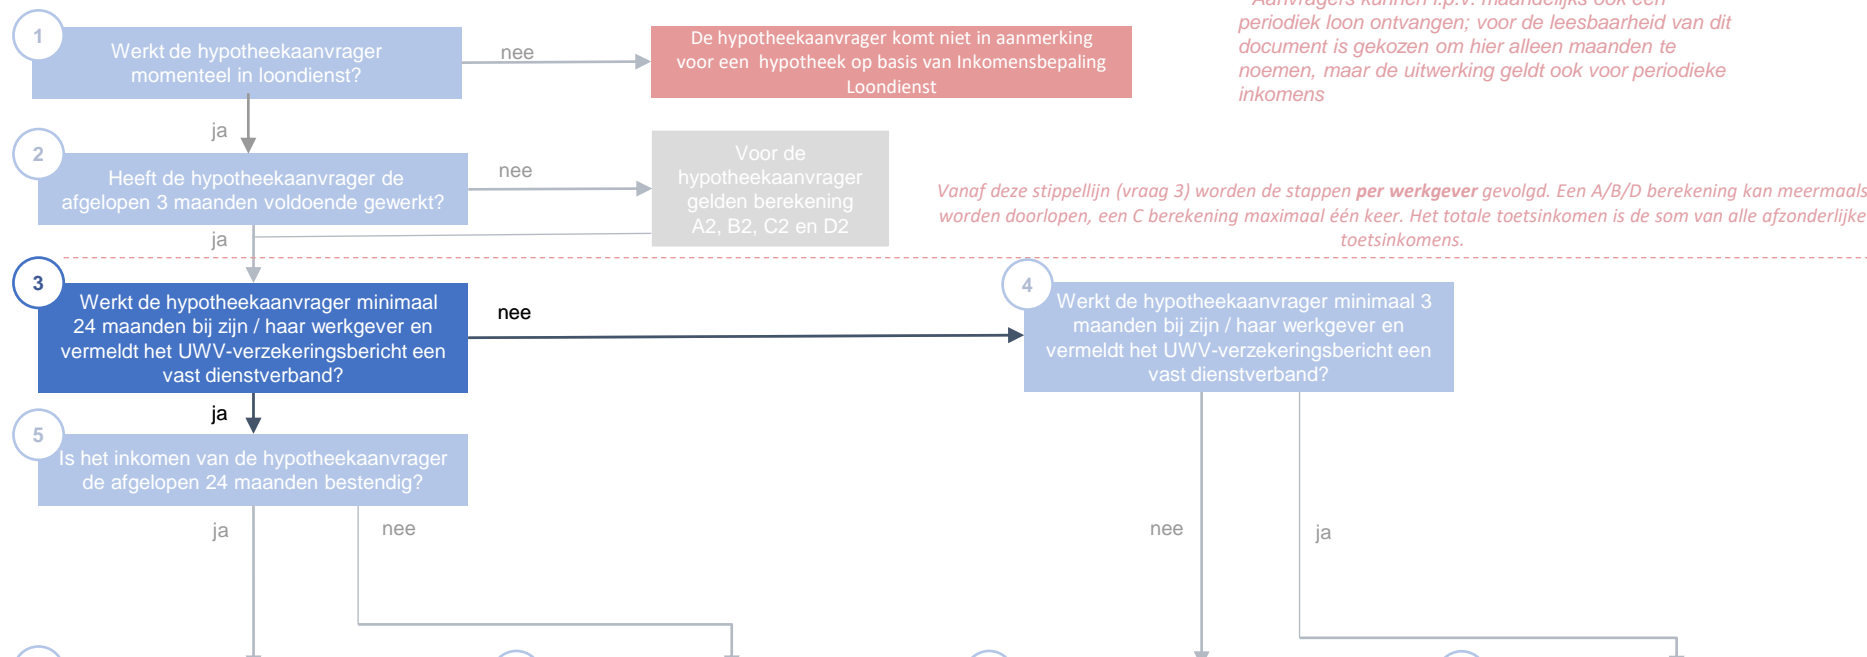 Aanvragers kunnen i.p.v. maandelijks ook een
periodiek loon ontvangen; voor de leesbaarheid van dit
document is gekozen om hier alleen maanden te
noemen, maar de uitwerking geldt ook voor periodieke
inkomens
1
Werkt de hypotheekaanvrager
momenteel in loondienst?
nee
De hypotheekaanvrager komt niet in aanmerking
voor een hypotheek op basis van Inkomensbepaling
Loondienst
ja
2
Heeft de hypotheekaanvrager de
afgelopen 3 maanden voldoende gewerkt?
nee
Voor de
hypotheekaanvrager
gelden berekening
A2, B2, C2 en D2
ja
Vanaf deze stippellijn (vraag 3) worden de stappen per werkgever gevolgd. Een A/B/D berekening kan meermaals
worden doorlopen, een C berekening maximaal één keer. Het totale toetsinkomen is de som van alle afzonderlijke
toetsinkomens.
3
Werkt de hypotheekaanvrager minimaal
24 maanden bij zijn / haar werkgever en
vermeldt het UWV-verzekeringsbericht een
vast dienstverband?
nee
4
Werkt de hypotheekaanvrager minimaal 3
maanden bij zijn / haar werkgever en
vermeldt het UWV-verzekeringsbericht een
vast dienstverband?
ja
5
Is het inkomen van de hypotheekaanvrager
de afgelopen 24 maanden bestendig?
ja
nee
nee
ja